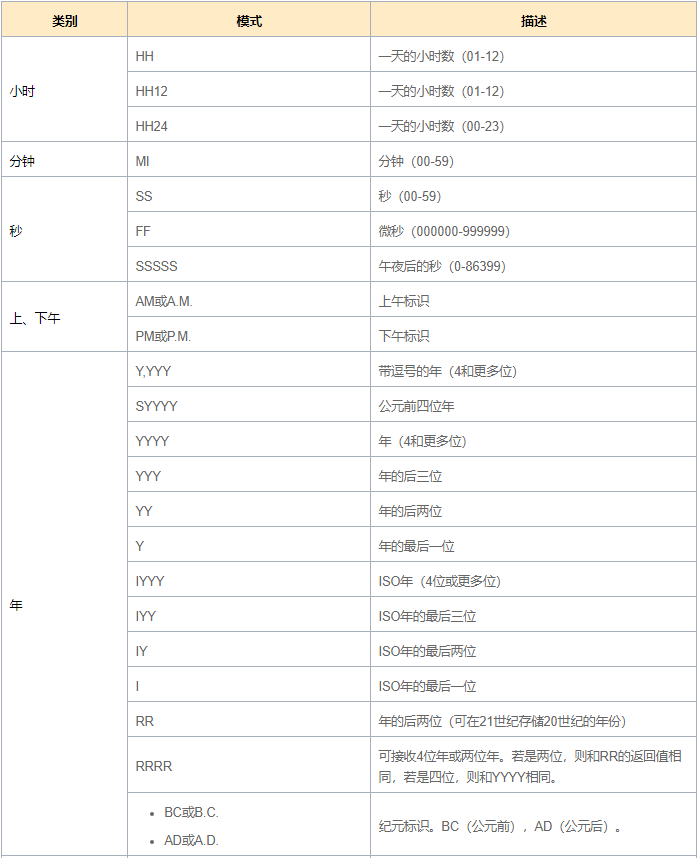 类别 模式 描述
小时
HH 一天的小时数（01-12）
HH12 一天的小时数（01-12）
HH24 一天的小时数（00-23）
分钟 MI 分钟（00-59）
秒
SS 秒（00-59）
FF 微秒（000000-999999）
SSSSS 午夜后的秒（0-86399）
上、下午
AM或A.M. 上午标识
PM或P.M. 下午标识
年
Y,YYY 带逗号的年（4和更多位）
SYYYY 公元前四位年
YYYY 年（4和更多位）
YYY 年的后三位
YY 年的后两位
Y 年的最后一位
IYYY ISO年（4位或更多位）
IYY ISO年的最后三位
IY ISO年的最后两位
I ISO年的最后一位
RR 年的后两位（可在21世纪存储20世纪的年份）
RRRR 可接收4位年或两位年。若是两位，则和RR的返回值相
同，若是四位，则和YYYY相同。
• BC或B.C.
• AD或A.D.
纪元标识。BC（公元前），AD（公元后）。